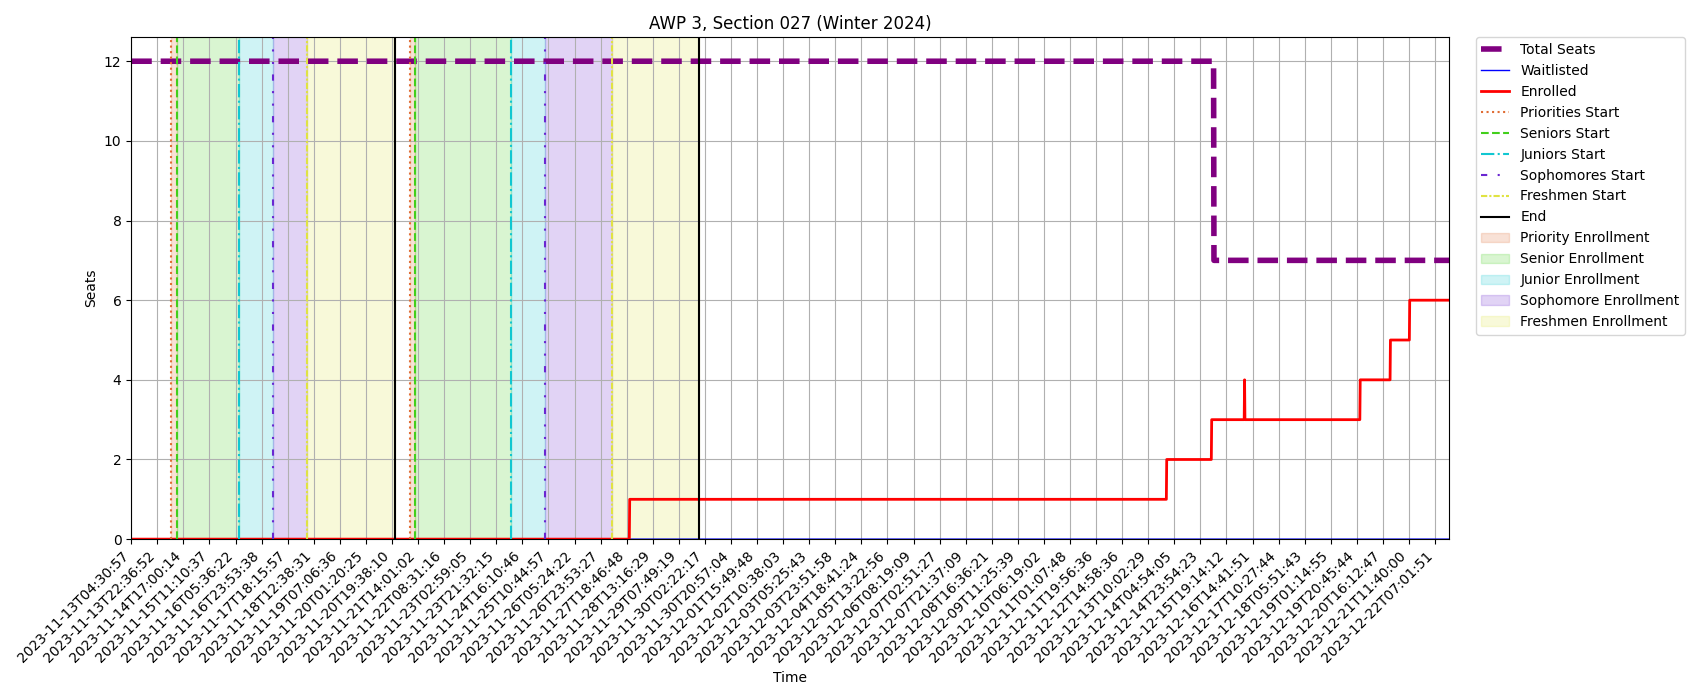 AWP 3, Section 027 (Winter 2024)
Seats
12
10
8
6
4
2
0
2023-11-13T04:30:57
2023-11-13T22:36:52
2023-11-14T17:00:14
2023-11-15T11:10:37
2023-11-16T05:36:22
2023-11-16T23:53:38
2023-11-17T18:15:57
2023-11-18T12:38:31
2023-11-19T07:06:36
2023-11-20T01:20:25
2023-11-20T19:38:10
2023-11-21T14:01:02
2023-11-22T08:31:16
2023-11-23T02:59:05
2023-11-23T21:32:15
2023-11-24T16:10:46
2023-11-25T10:44:57
2023-11-26T05:24:22
2023-11-26T23:53:27
2023-11-27T18:46:48
2023-11-28T13:16:29
2023-11-29T07:49:19
2023-11-30T02:22:17
2023-11-30T20:57:04
2023-12-01T15:49:48
2023-12-02T10:38:03
2023-12-03T05:25:43
2023-12-03T23:51:58
2023-12-04T18:41:24
2023-12-05T13:22:56
2023-12-06T08:19:09
2023-12-07T02:51:27
2023-12-07T21:37:09
2023-12-08T16:36:21
2023-12-09T11:25:39
2023-12-10T06:19:02
2023-12-11T01:07:48
2023-12-11T19:56:36
2023-12-12T14:58:36
2023-12-13T10:02:29
2023-12-14T04:54:05
2023-12-14T23:54:23
2023-12-15T19:14:12
2023-12-16T14:41:51
2023-12-17T10:27:44
2023-12-18T05:51:43
2023-12-19T01:14:55
2023-12-19T20:45:44
2023-12-20T16:12:47
2023-12-21T11:40:00
2023-12-22T07:01:51
Time
Total Seats
Waitlisted
Enrolled
Priorities Start
Seniors Start
Juniors Start
Sophomores Start
Freshmen Start
End
Priority Enrollment
Senior Enrollment
Junior Enrollment
Sophomore Enrollment
Freshmen Enrollment